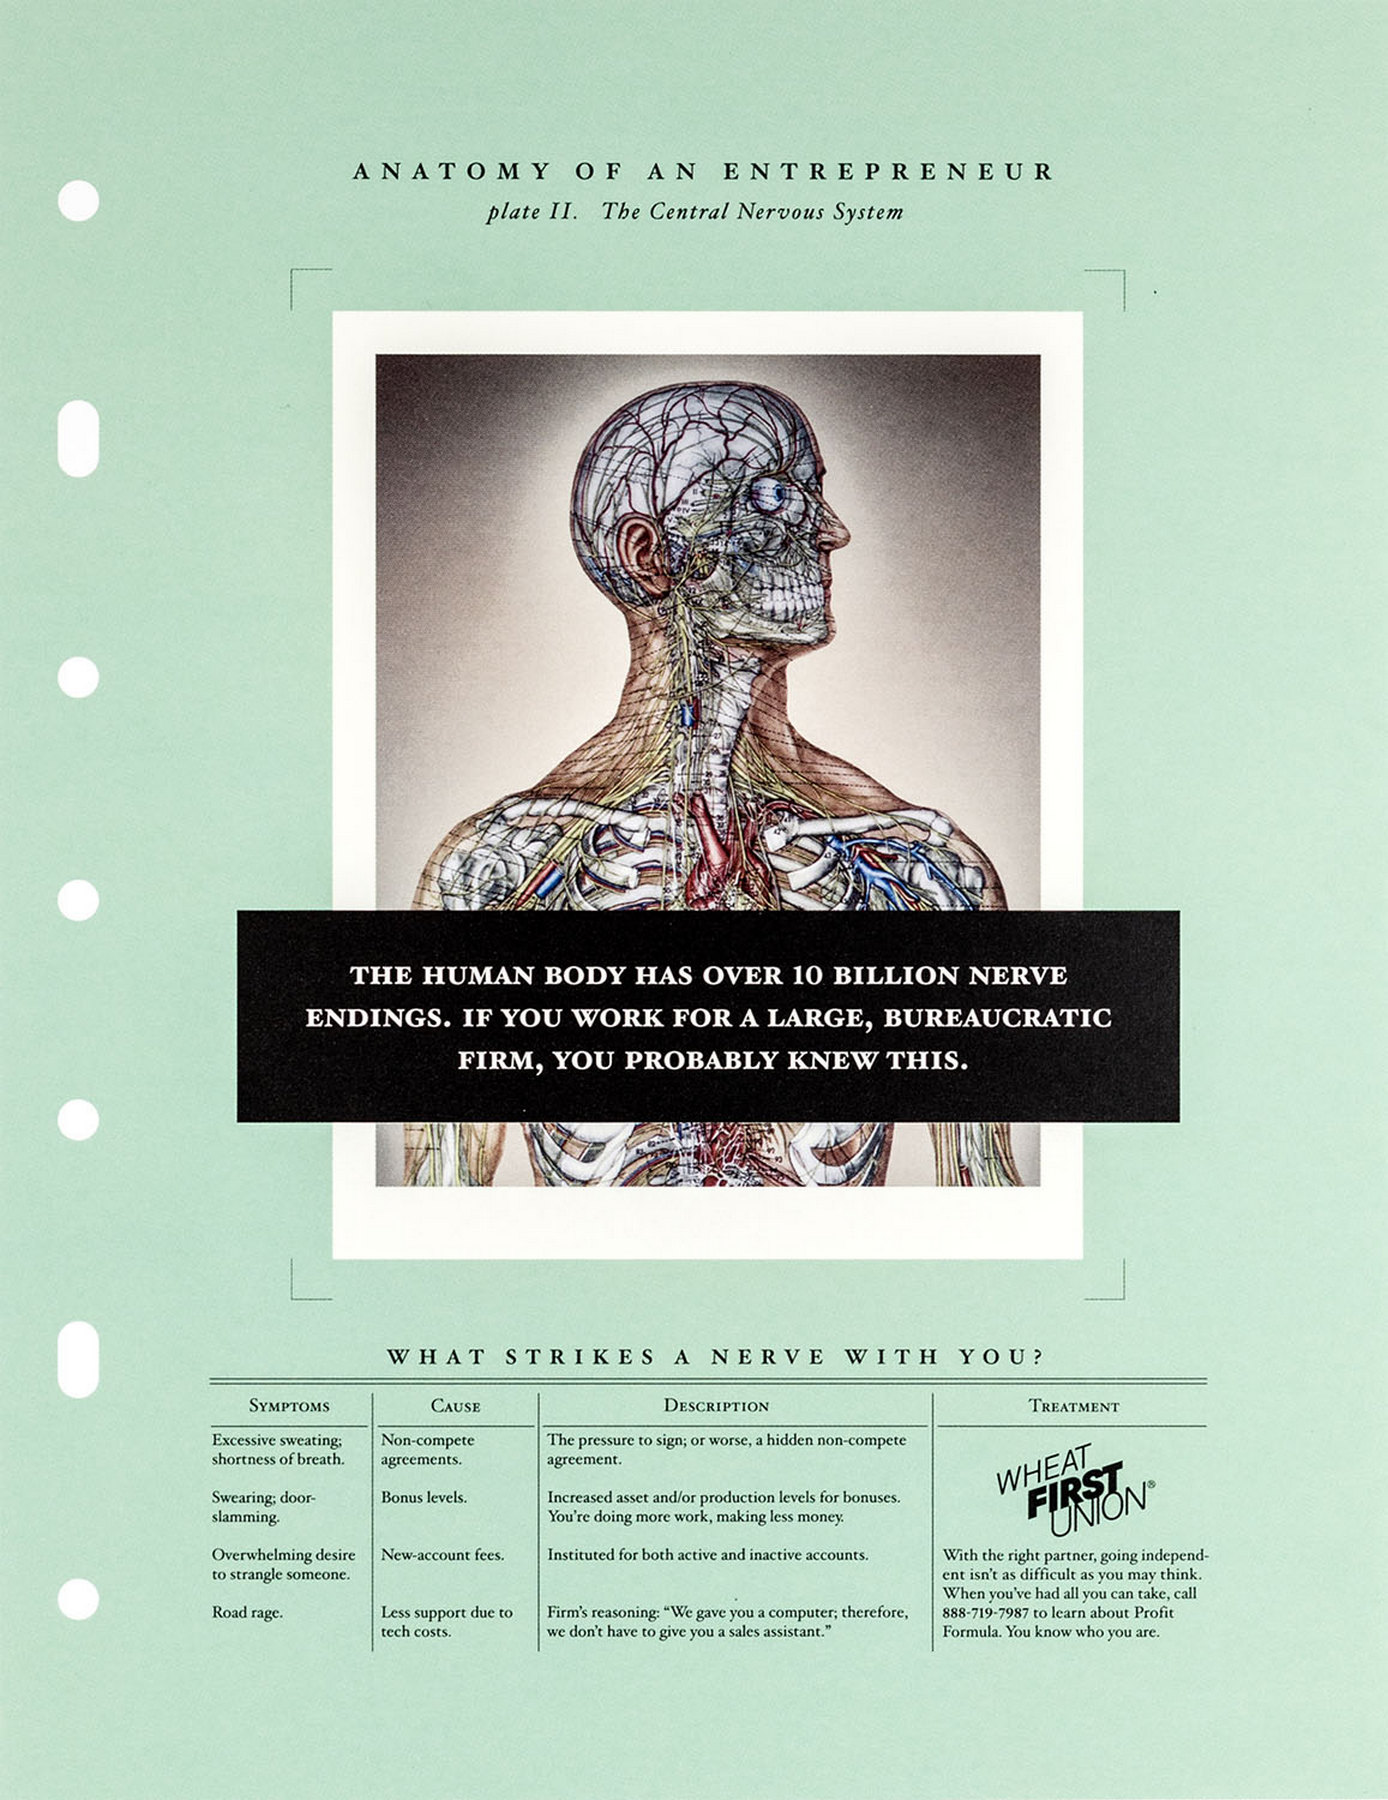 ANATOMY OF AN ENTREPRENEUR
plate II. The Central Nervous System
THE HUMAN BODY HAS OVER 10 BILLION NERVE
ENDINGS. IF YOU WORK FOR A LARGE, BUREAUCRATIC
FIRM, YOU PROBABLY KNEW THIS.
WHAT STRIKES A NERVE WITH YOU?
SYMPTOMS
Excessive sweating;
shortness of breath.
Swearing; door-
slamming.
Overwhelming desire
to strangle someone.
Road rage.
CAUSE
Non-compete
agreements.
Bonus levels.
New-account fees.
Less support due to
tech costs.
DESCRIPTION
The pressure to sign; or worse, a hidden non-compete
agreement.
Increased asset and/or production levels for bonuses.
You're doing more work, making less money.
Instituted for both active and inactive accounts.
Firm's reasoning: “We gave you a computer; therefore,
we don't have to give you a sales assistant.”
TREATMENT
WHEAT
FIRST
UNION®
With the right partner, going independ-
ent isn't as difficult as you may think.
When you've had all you can take, call
888-719-7987 to learn about Profit
Formula. You know who you are.